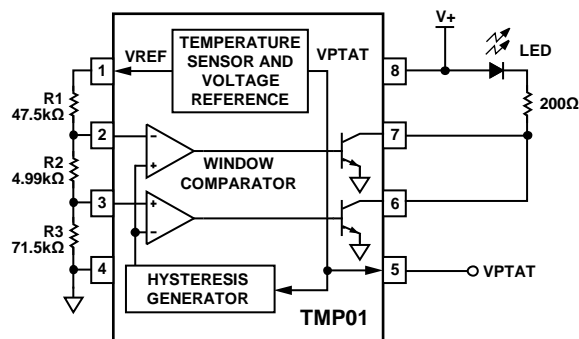 V+
VREF
TEMPERATURE
SENSOR AND
VOLTAGE
REFERENCE
VPTAT
LED
1
8
R1
47.5kΩ
200Ω
2
7
R2
4.99kΩ
WINDOW
COMPARATOR
3
6
R3
71.5kΩ
4
5
VPTAT
HYSTERESIS
GENERATOR
TMP01
−
+
+
−